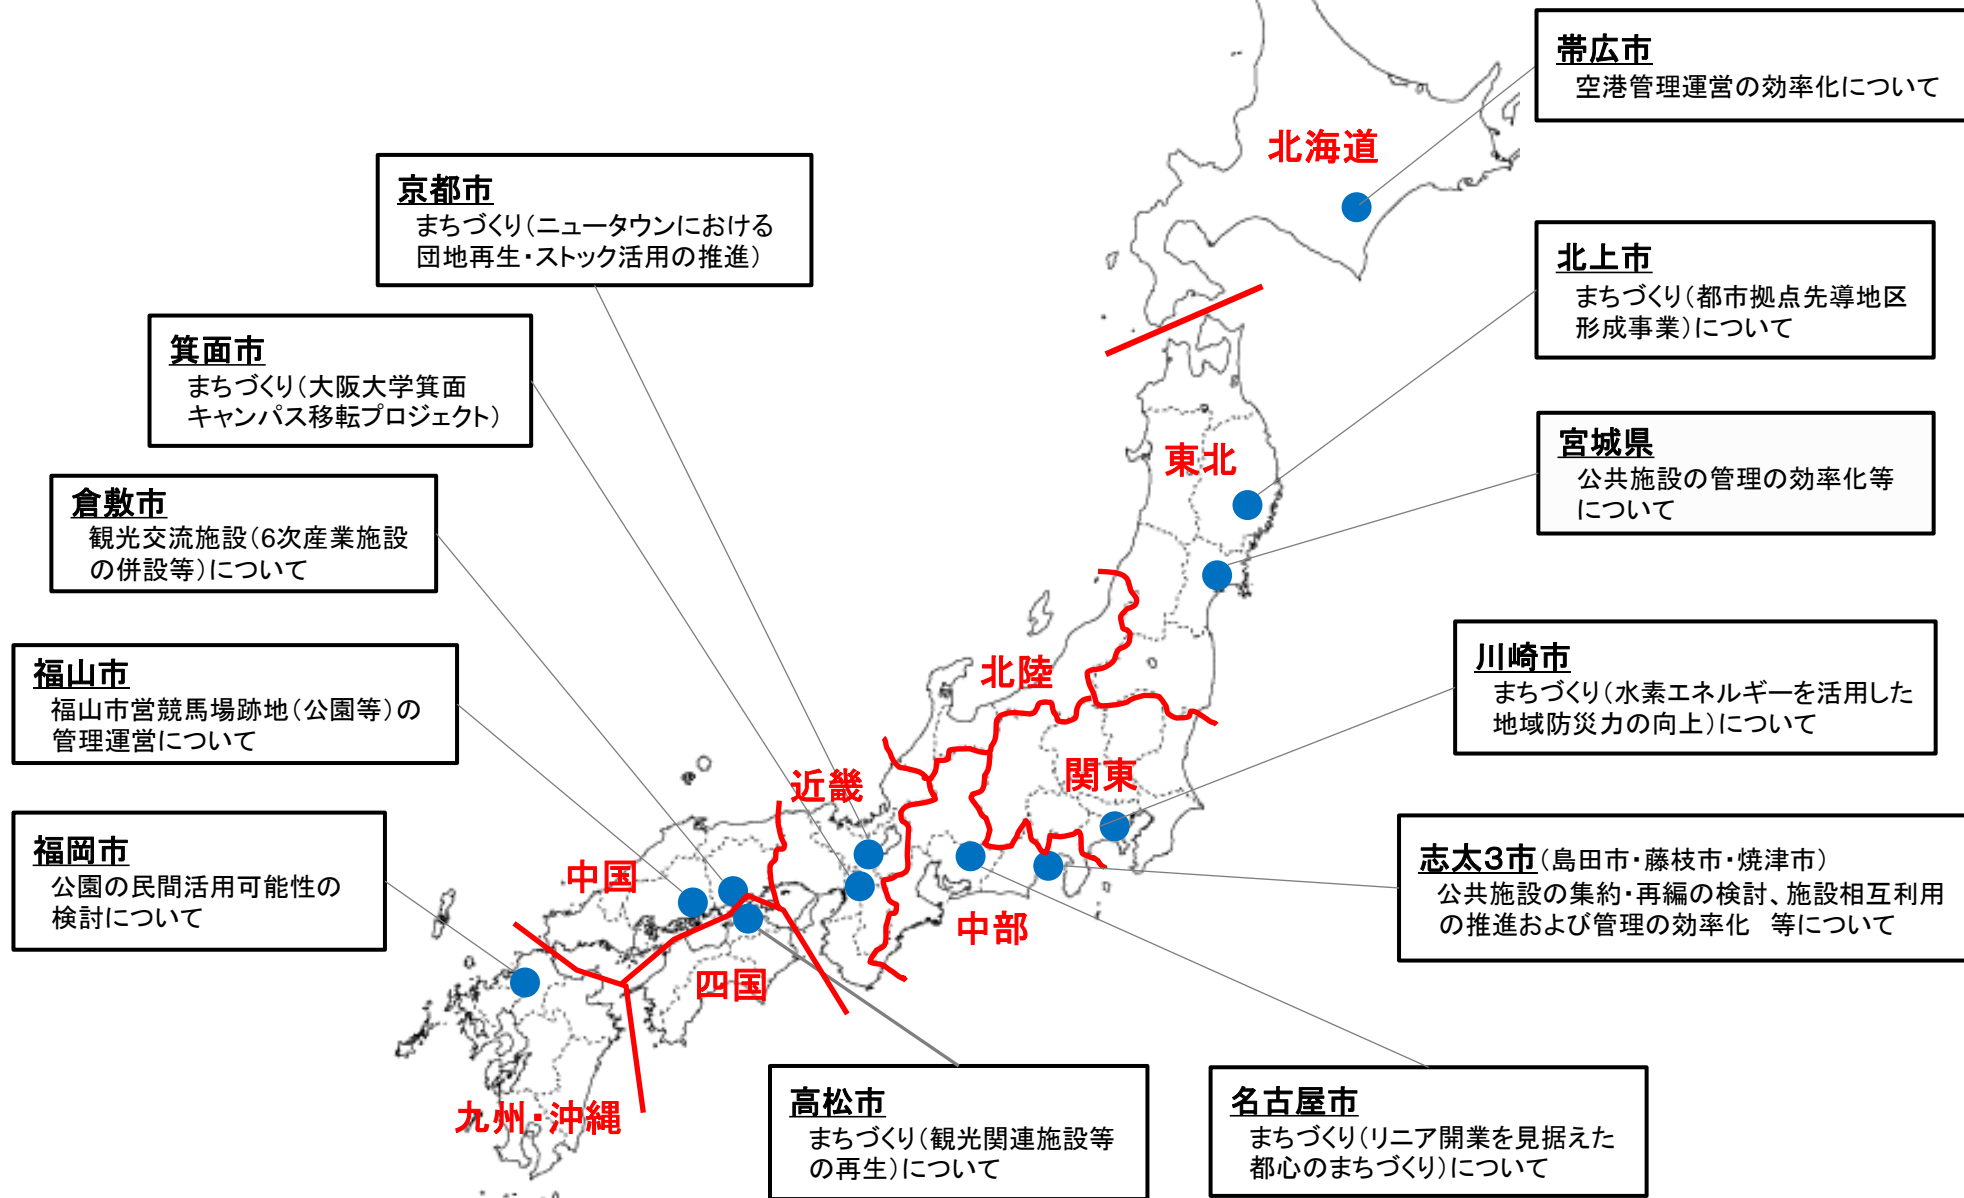 帯広市
空港管理運営の効率化について
北海道
京都市
まちづくり(ニュータウンにおける
団地再生・ストック活用の推進)
北上市
まちづくり(都市拠点先導地区
形成事業)について
箕面市
まちづくり(大阪大学箕面
キャンパス移転プロジェクト)
宮城県
公共施設の管理の効率化等
について
東北
倉敷市
観光交流施設(6次産業施設
の併設等)について
川崎市
まちづくり(水素エネルギーを活用した
地域防災力の向上)について
北陸
福山市
福山市営競馬場跡地(公園等)の
管理運営について
関東
近畿
福岡市
公園の民間活用可能性の
検討について
志太3市(島田市・藤枝市・焼津市)
公共施設の集約・再編の検討、施設相互利用
の推進および管理の効率化 等について
中国
中部
四国
九州・沖縄
高松市
まちづくり(観光関連施設等
の再生)について
名古屋市
まちづくり(リニア開業を見据えた
都心のまちづくり)について